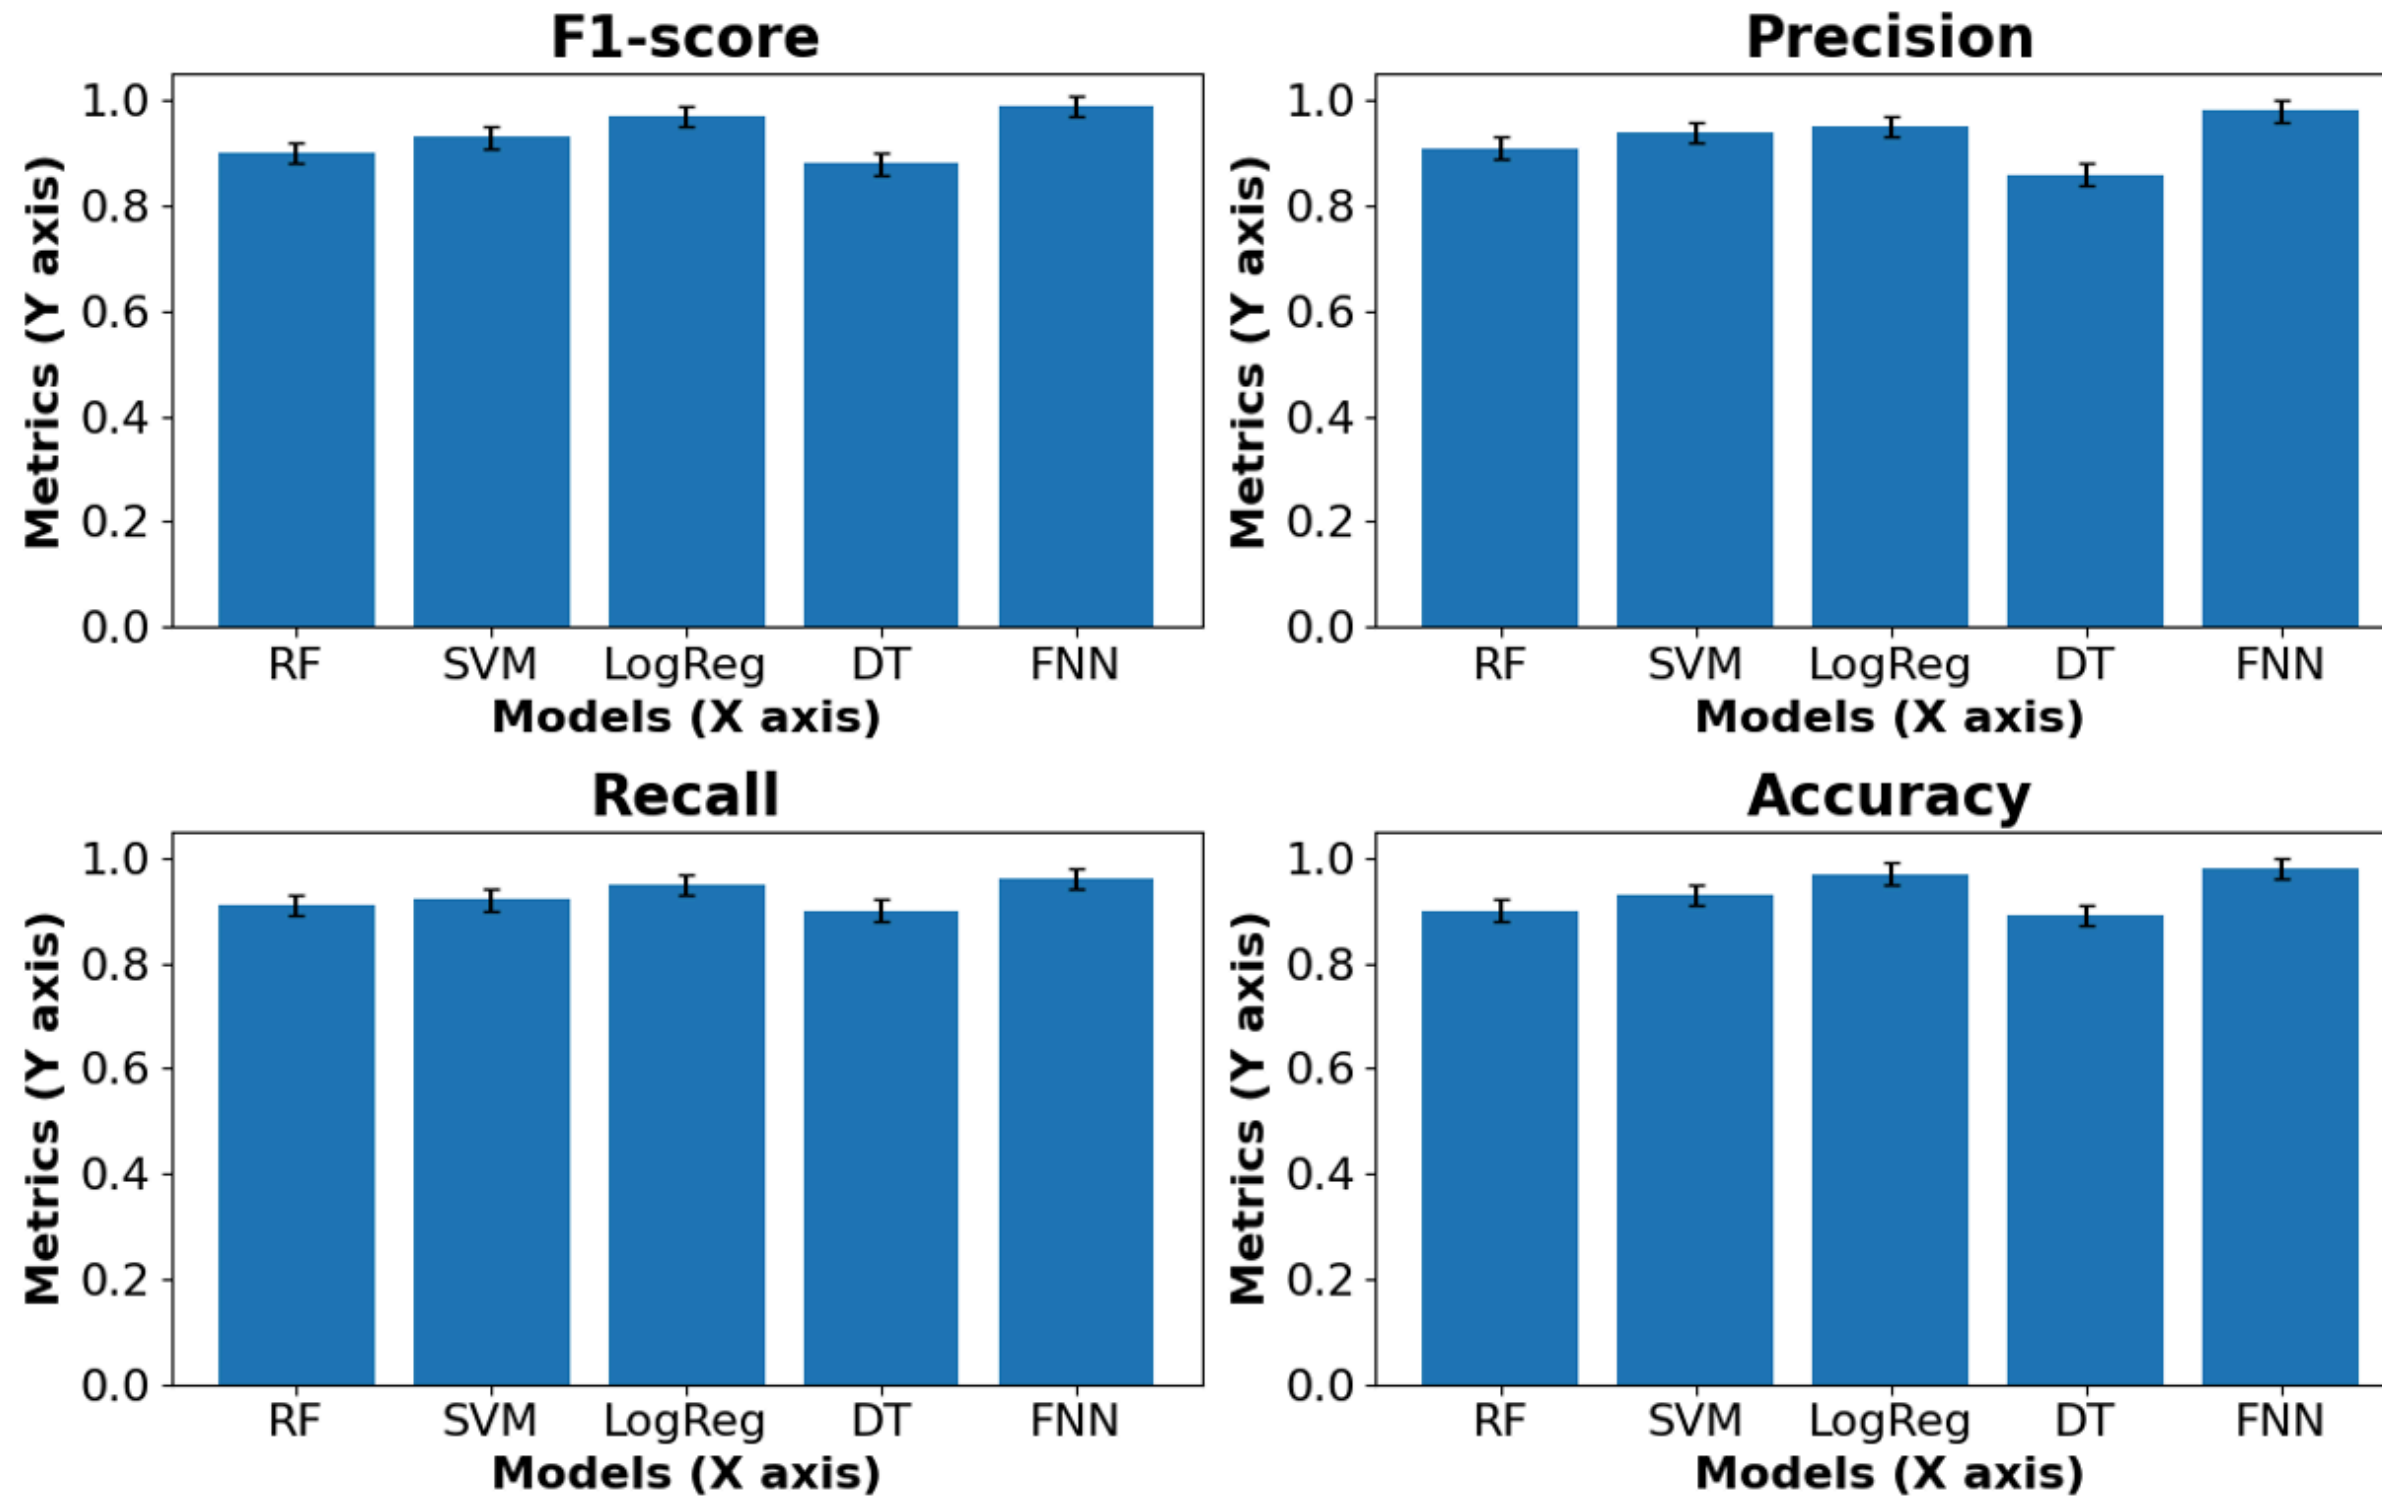 F1-score
Metrics (Y axis)
1.0
0.8
0.6
0.4
0.2
0.0
RF SVM LogReg DT FNN
Models (X axis)
Precision
Metrics (Y axis)
1.0
0.8
0.6
0.4
0.2
0.0
RF SVM LogReg DT FNN
Models (X axis)
Recall
Metrics (Y axis)
1.0
0.8
0.6
0.4
0.2
0.0
RF SVM LogReg DT FNN
Models (X axis)
Accuracy
Metrics (Y axis)
1.0
0.8
0.6
0.4
0.2
0.0
RF SVM LogReg DT FNN
Models (X axis)